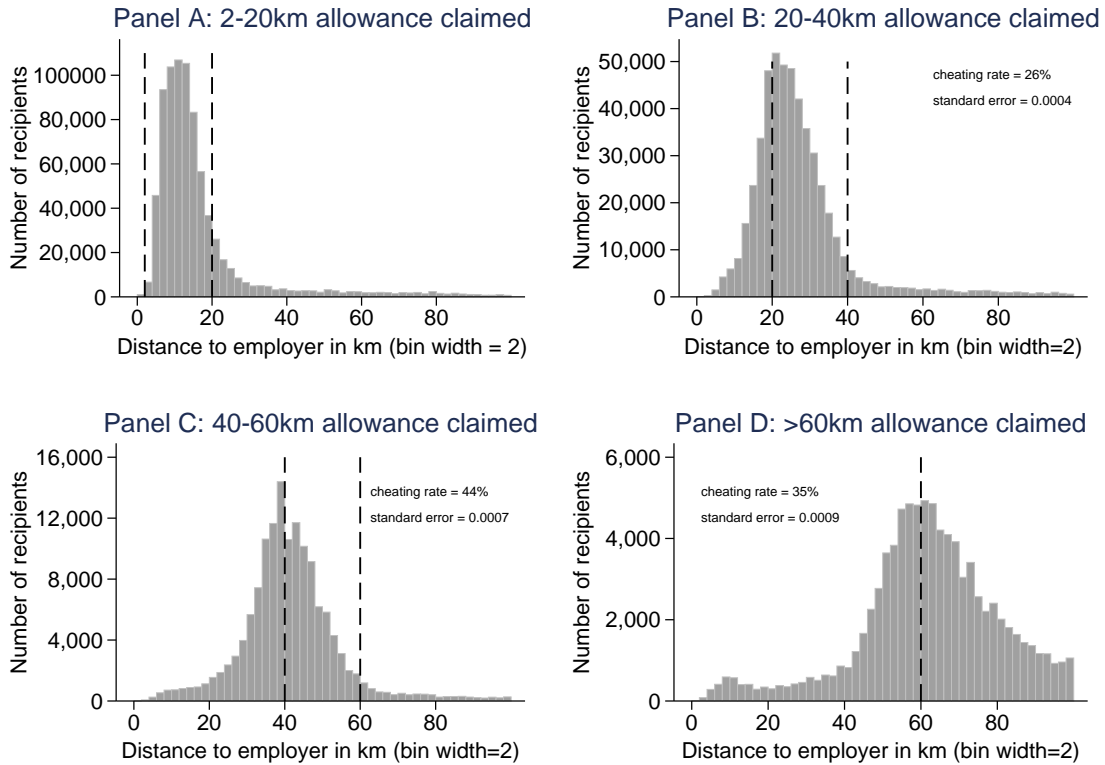 Panel A: 2-20km allowance claimed
Number of recipients
100000
80,000
60,000
40,000
20,000
0
0 20 40 60 80
Distance to employer in km (bin width = 2)
Panel B: 20-40km allowance claimed
Number of recipients
50,000
40,000
30,000
20,000
10,000
0
cheating rate = 26%
standard error = 0.0004
0 20 40 60 80
Distance to employer in km (bin width=2)
Panel C: 40-60km allowance claimed
Number of recipients
16,000
12,000
8,000
4,000
0
cheating rate = 44%
standard error = 0.0007
0 20 40 60 80
Distance to employer in km (bin width=2)
Panel D: >60km allowance claimed
Number of recipients
6,000
4,000
2,000
0
cheating rate = 35%
standard error = 0.0009
0 20 40 60 80
Distance to employer in km (bin width=2)